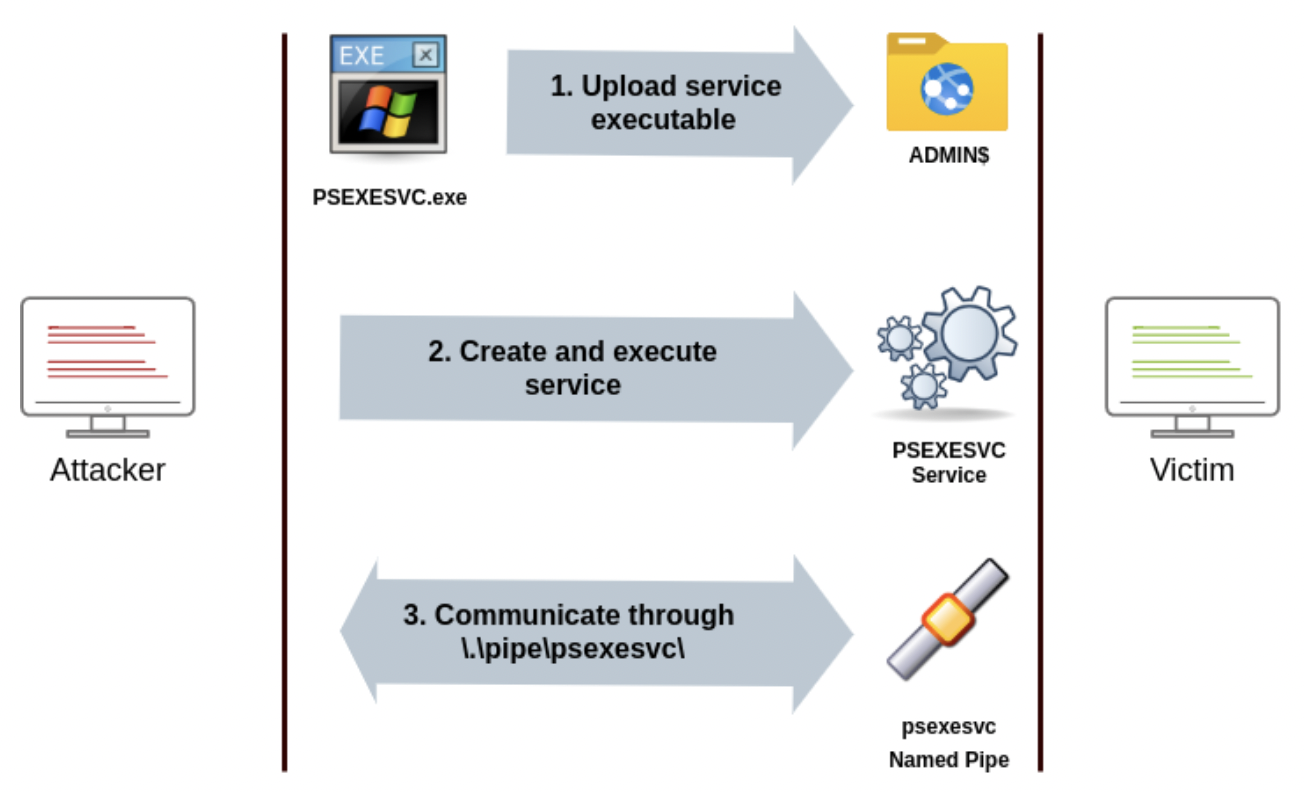 EXE
1. Upload service
executable
ADMIN$
PSEXESVC.exe
2. Create and execute
service
PSEXESVC
Service
Attacker
Victim
3. Communicate through
\.\pipe\psexesvc\
psexesvc
Named Pipe